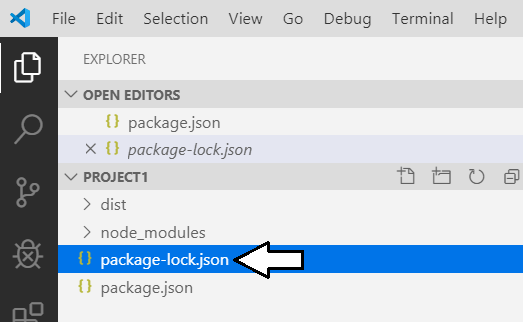 File Edit Selection View Go Debug Terminal Help
EXPLORER
OPEN EDITORS
{} package.json
{} package-lock.json
PROJECT1
dist
node_modules
{} package-lock.json
{} package.json